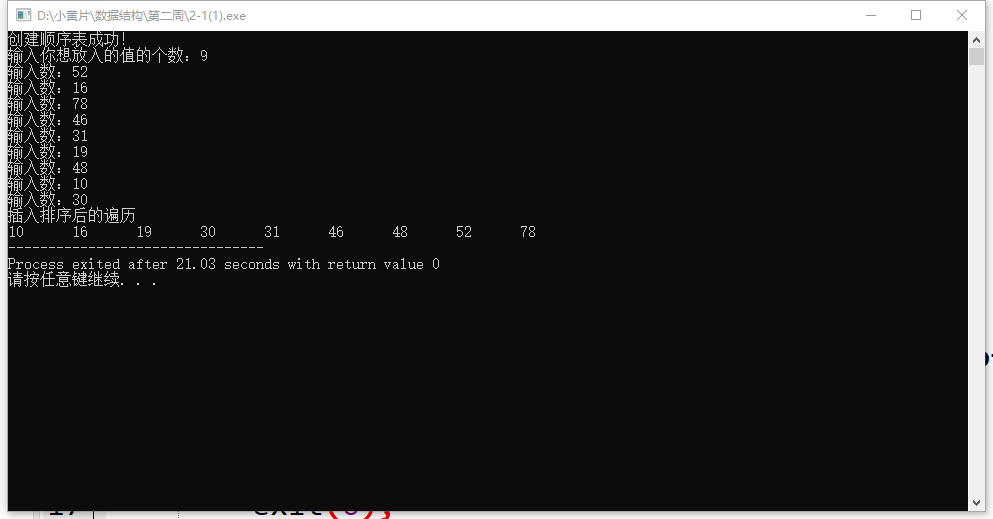 D:\小黄片\数据结构\第二周\2-1(1).exe
创建顺序表成功!
输入你想放入的值的个数: 9
输入数: 52
输入数: 16
输入数: 78
输入数: 46
输入数: 31
输入数: 19
输入数: 48
输入数: 10
输入数: 30
插入排序后的遍历
10 16 19 30 31 46 48 52 78
--------------------------------
Process exited after 21.03 seconds with return value 0
请按任意键继续. . .